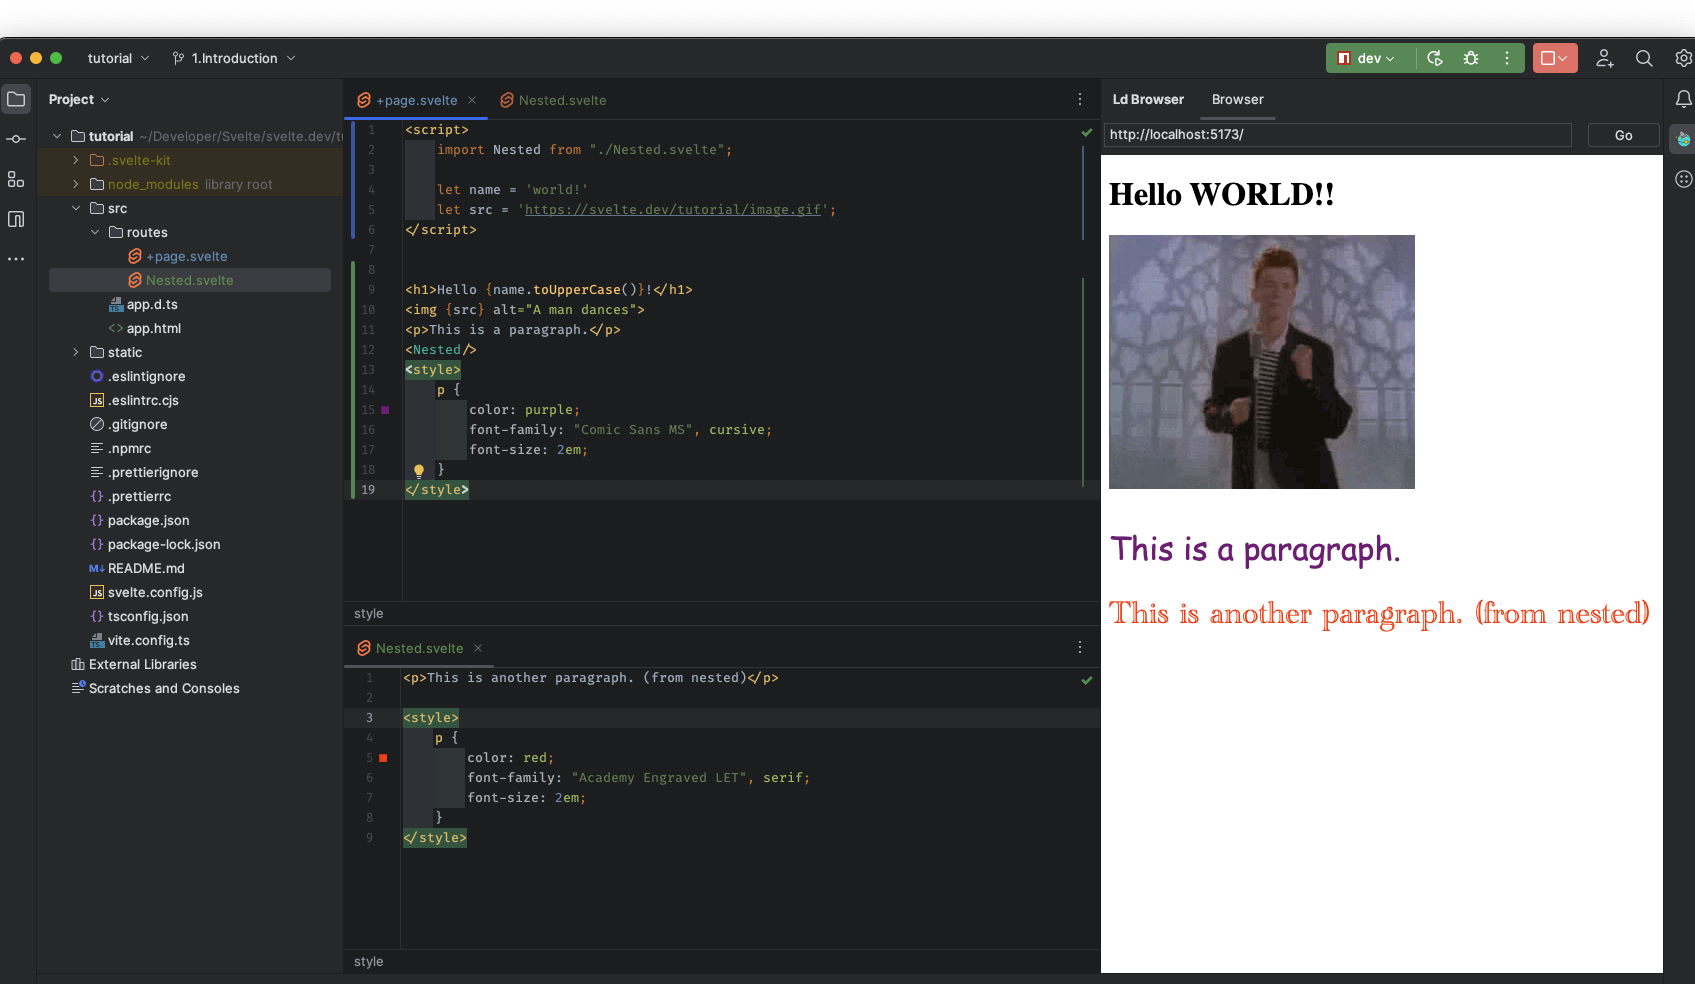 tutorial
1.Introduction
dev
Project
tutorial ~/Developer/Svelte/svelte.dev/tu
.svelte-kit
node_modules library root
src
routes
+page.svelte
Nested.svelte
app.d.ts
app.html
static
.eslintignore
.eslintrc.cjs
.gitignore
.npmrc
.prettierignore
.prettierrc
package.json
package-lock.json
README.md
svelte.config.js
tsconfig.json
vite.config.ts
External Libraries
Scratches and Consoles
+page.svelte
Nested.svelte
1 <script>
2 import Nested from "./Nested.svelte";
3
4 let name = 'world!'
5 let src = 'https://svelte.dev/tutorial/image.gif';
6 </script>
7
8
9 <h1>Hello {name.toUpperCase()}!</h1>
10 <img {src} alt="A man dances">
11 <p>This is a paragraph.</p>
12 <Nested/>
13 <style>
14 p {
15 color: purple;
16 font-family: "Comic Sans MS", cursive;
17 font-size: 2em;
18 }
19 </style>
style
Nested.svelte
1 <p>This is another paragraph. (from nested)</p>
2
3 <style>
4 p {
5 color: red;
6 font-family: "Academy Engraved LET", serif;
7 font-size: 2em;
8 }
9 </style>
style
Ld Browser
Browser
http://localhost:5173/
Go
Hello WORLD!!
This is a paragraph.
This is another paragraph. (from nested)